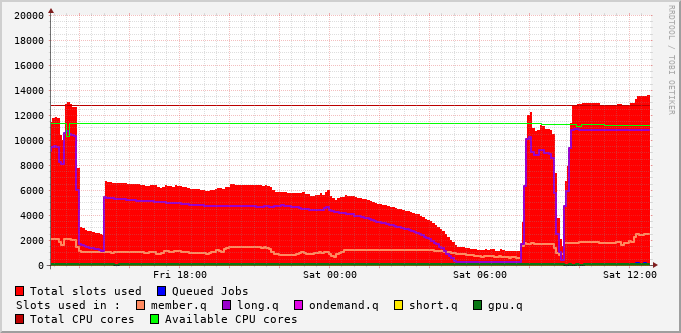 20000
18000
16000
14000
12000
10000
8000
6000
4000
2000
0
Fri 18:00 Sat 00:00 Sat 06:00 Sat 12:00
RRDTOOL / TOBI OETIKER
Total slots used Queued Jobs
Slots used in : member.q long.q ondemand.q short.q gpu.q
Total CPU cores Available CPU cores